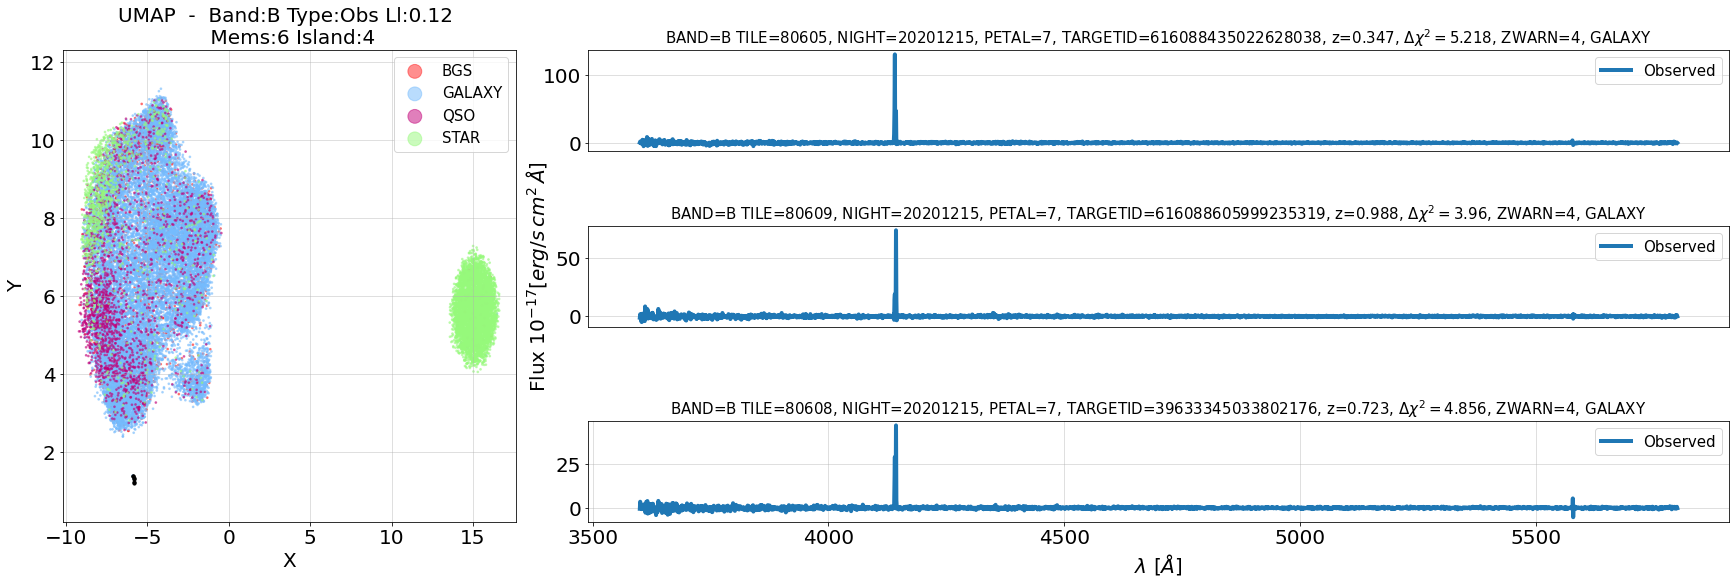 UMAP - Band:B Type:Obs Ll:0.12
Mems:6 Island:4
12
10
8
6
4
2
Y
−10
−5
0
5
10
15
X
BGS
GALAXY
QSO
STAR
BAND=B TILE=80605, NIGHT=20201215, PETAL=7, TARGETID=616088435022628038, z=0.347, Δχ² = 5.218, ZWARN=4, GALAXY
100
0
Observed
BAND=B TILE=80609, NIGHT=20201215, PETAL=7, TARGETID=616088605999235319, z=0.988, Δχ² = 3.96, ZWARN=4, GALAXY
50
0
Observed
Flux 10⁻¹⁷[erg/s cm² Å]
BAND=B TILE=80608, NIGHT=20201215, PETAL=7, TARGETID=39633345033802176, z=0.723, Δχ² = 4.856, ZWARN=4, GALAXY
25
0
Observed
3500
4000
4500
5000
5500
λ [Å]